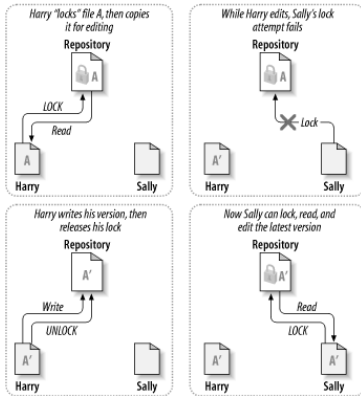 Harry "locks" file A, then copies
it for editing
Repository
A
LOCK
Read
A
Harry
Sally
While Harry edits, Sally's lock
attempt fails
Repository
A
Lock
A'
Harry
Sally
Harry writes his version, then
releases his lock
Repository
A'
Write
UNLOCK
A'
Harry
Sally
Now Sally can lock, read, and
edit the latest version
Repository
A'
Read
LOCK
A'
A'
Harry
Sally